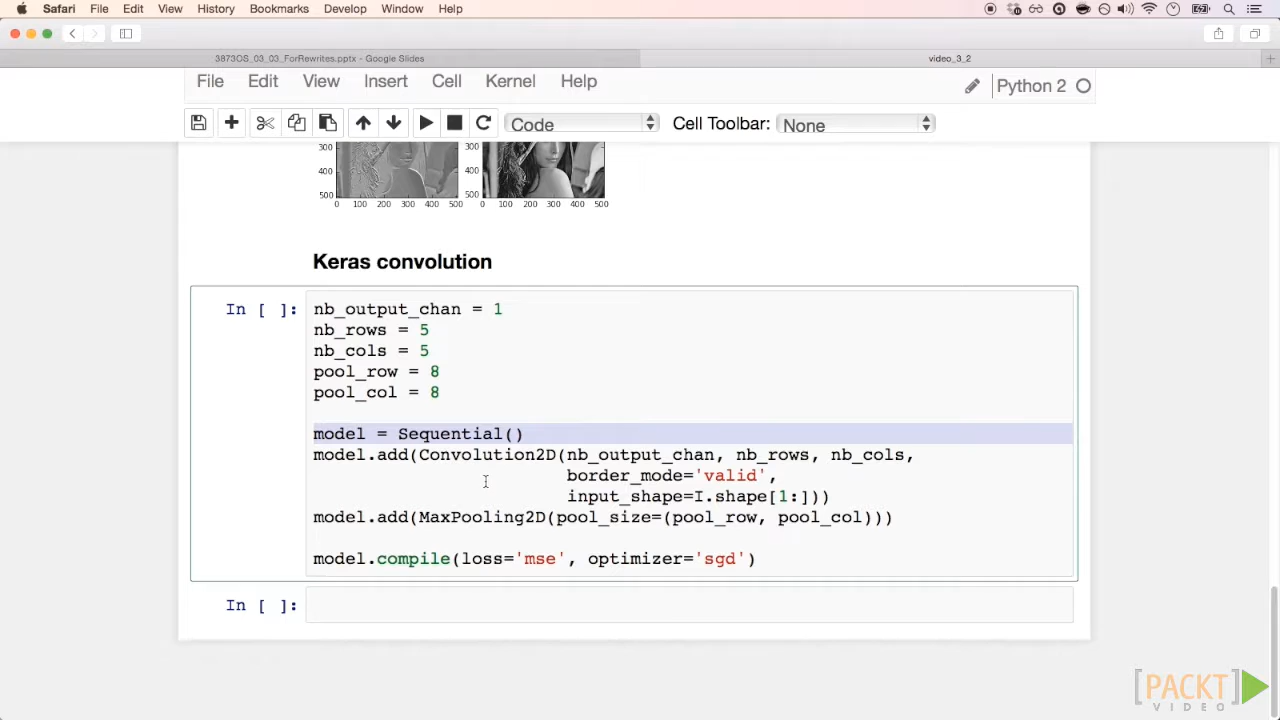 Safari File Edit View History Bookmarks Develop Window Help
3873OS_03_03_ForRewrites.pptx - Google Slides video_3_2
File Edit View Insert Cell Kernel Help Python 2
Code Cell Toolbar: None
300 300
400 400
500 500
0 100 200 300 400 500 0 100 200 300 400 500
Keras convolution
In [ ]: nb_output_chan = 1
nb_rows = 5
nb_cols = 5
pool_row = 8
pool_col = 8
model = Sequential()
model.add(Convolution2D(nb_output_chan, nb_rows, nb_cols,
border_mode='valid',
input_shape=I.shape[1:]))
model.add(MaxPooling2D(pool_size=(pool_row, pool_col)))
model.compile(loss='mse', optimizer='sgd')
In [ ]:
[PACKT]
VIDEO